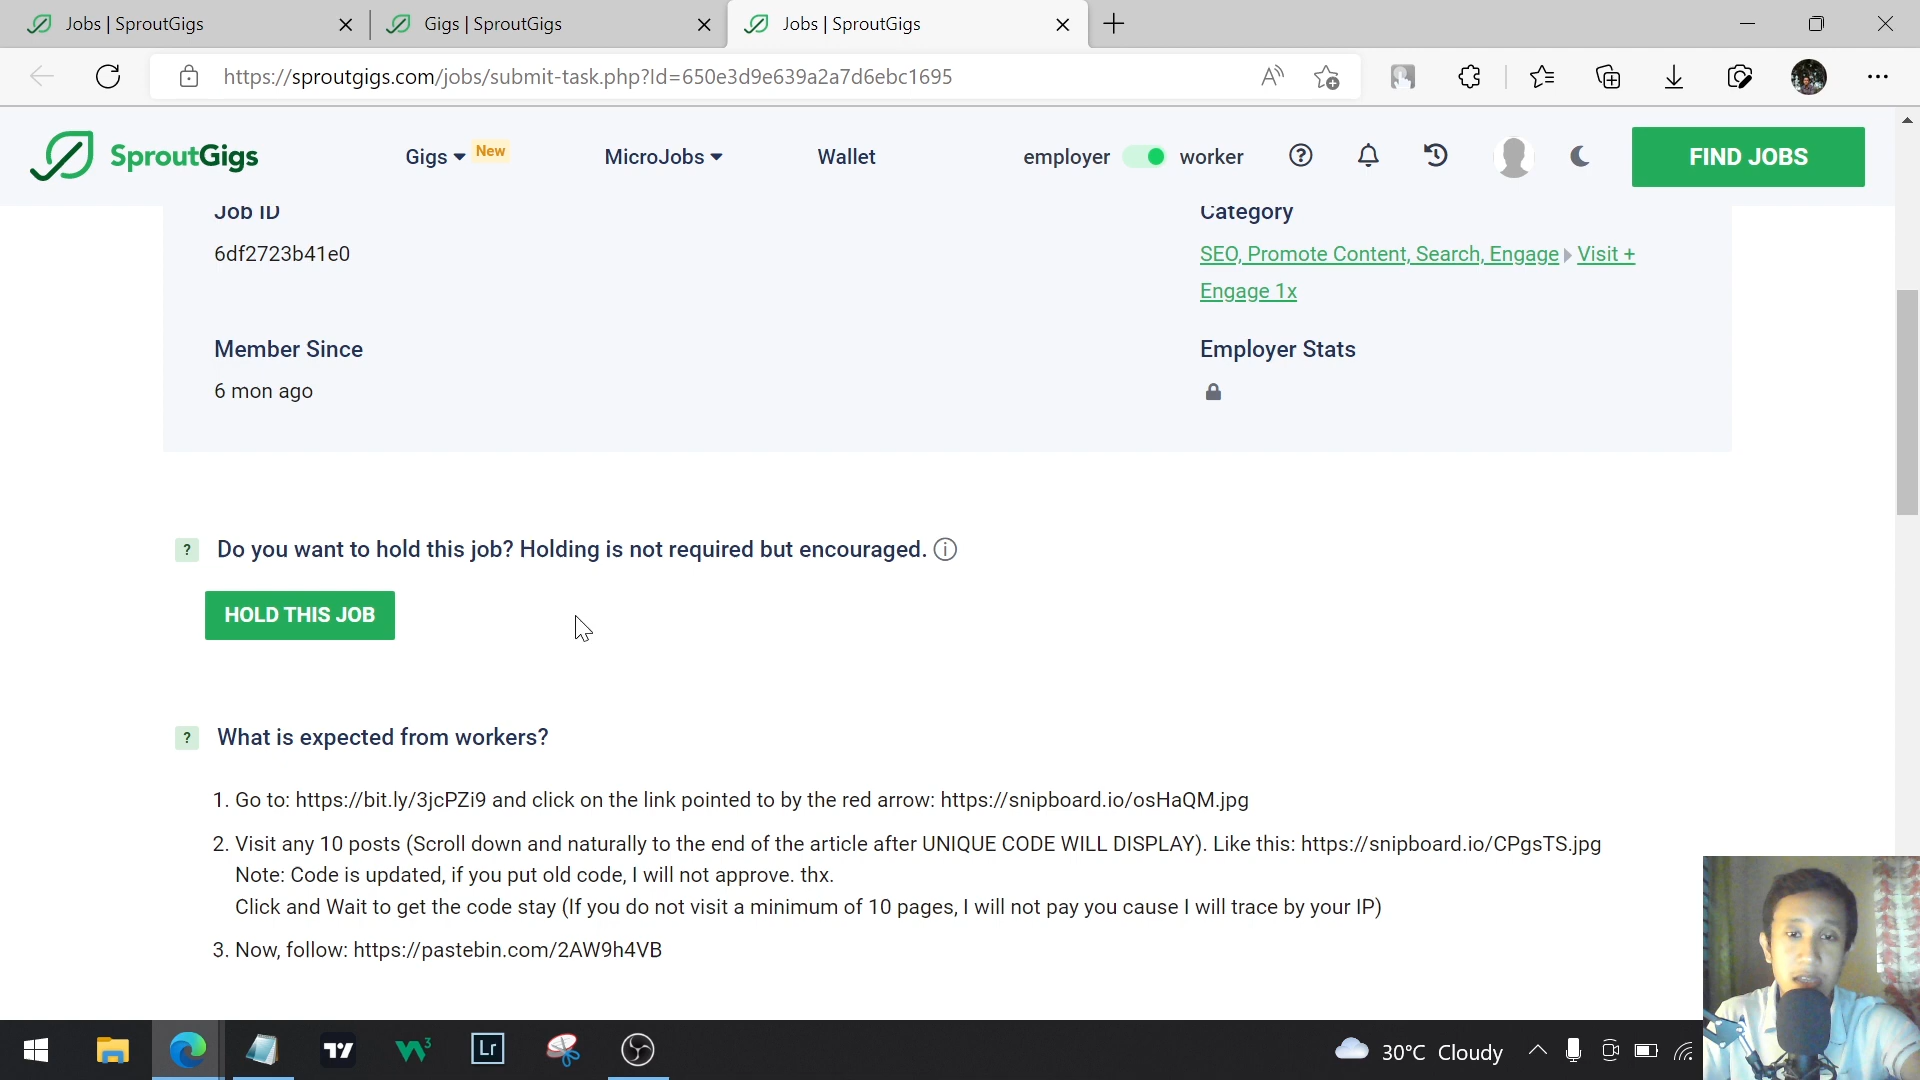 Jobs | SproutGigs
Gigs | SproutGigs
Jobs | SproutGigs
https://sproutgigs.com/jobs/submit-task.php?Id=650e3d9e639a2a7d6ebc1695
SproutGigs
Gigs
New
MicroJobs
Wallet
employer
worker
FIND JOBS
Job ID
Category
6df2723b41e0
SEO, Promote Content, Search, Engage
Visit +
Engage 1x
Member Since
Employer Stats
6 mon ago
? Do you want to hold this job? Holding is not required but encouraged.
HOLD THIS JOB
? What is expected from workers?
1. Go to: https://bit.ly/3jcPZi9 and click on the link pointed to by the red arrow: https://snipboard.io/osHaQM.jpg
2. Visit any 10 posts (Scroll down and naturally to the end of the article after UNIQUE CODE WILL DISPLAY). Like this: https://snipboard.io/CPgsTS.jpg
Note: Code is updated, if you put old code, I will not approve. thx.
Click and Wait to get the code stay (If you do not visit a minimum of 10 pages, I will not pay you cause I will trace by your IP)
3. Now, follow: https://pastebin.com/2AW9h4VB
Lr
30°C Cloudy